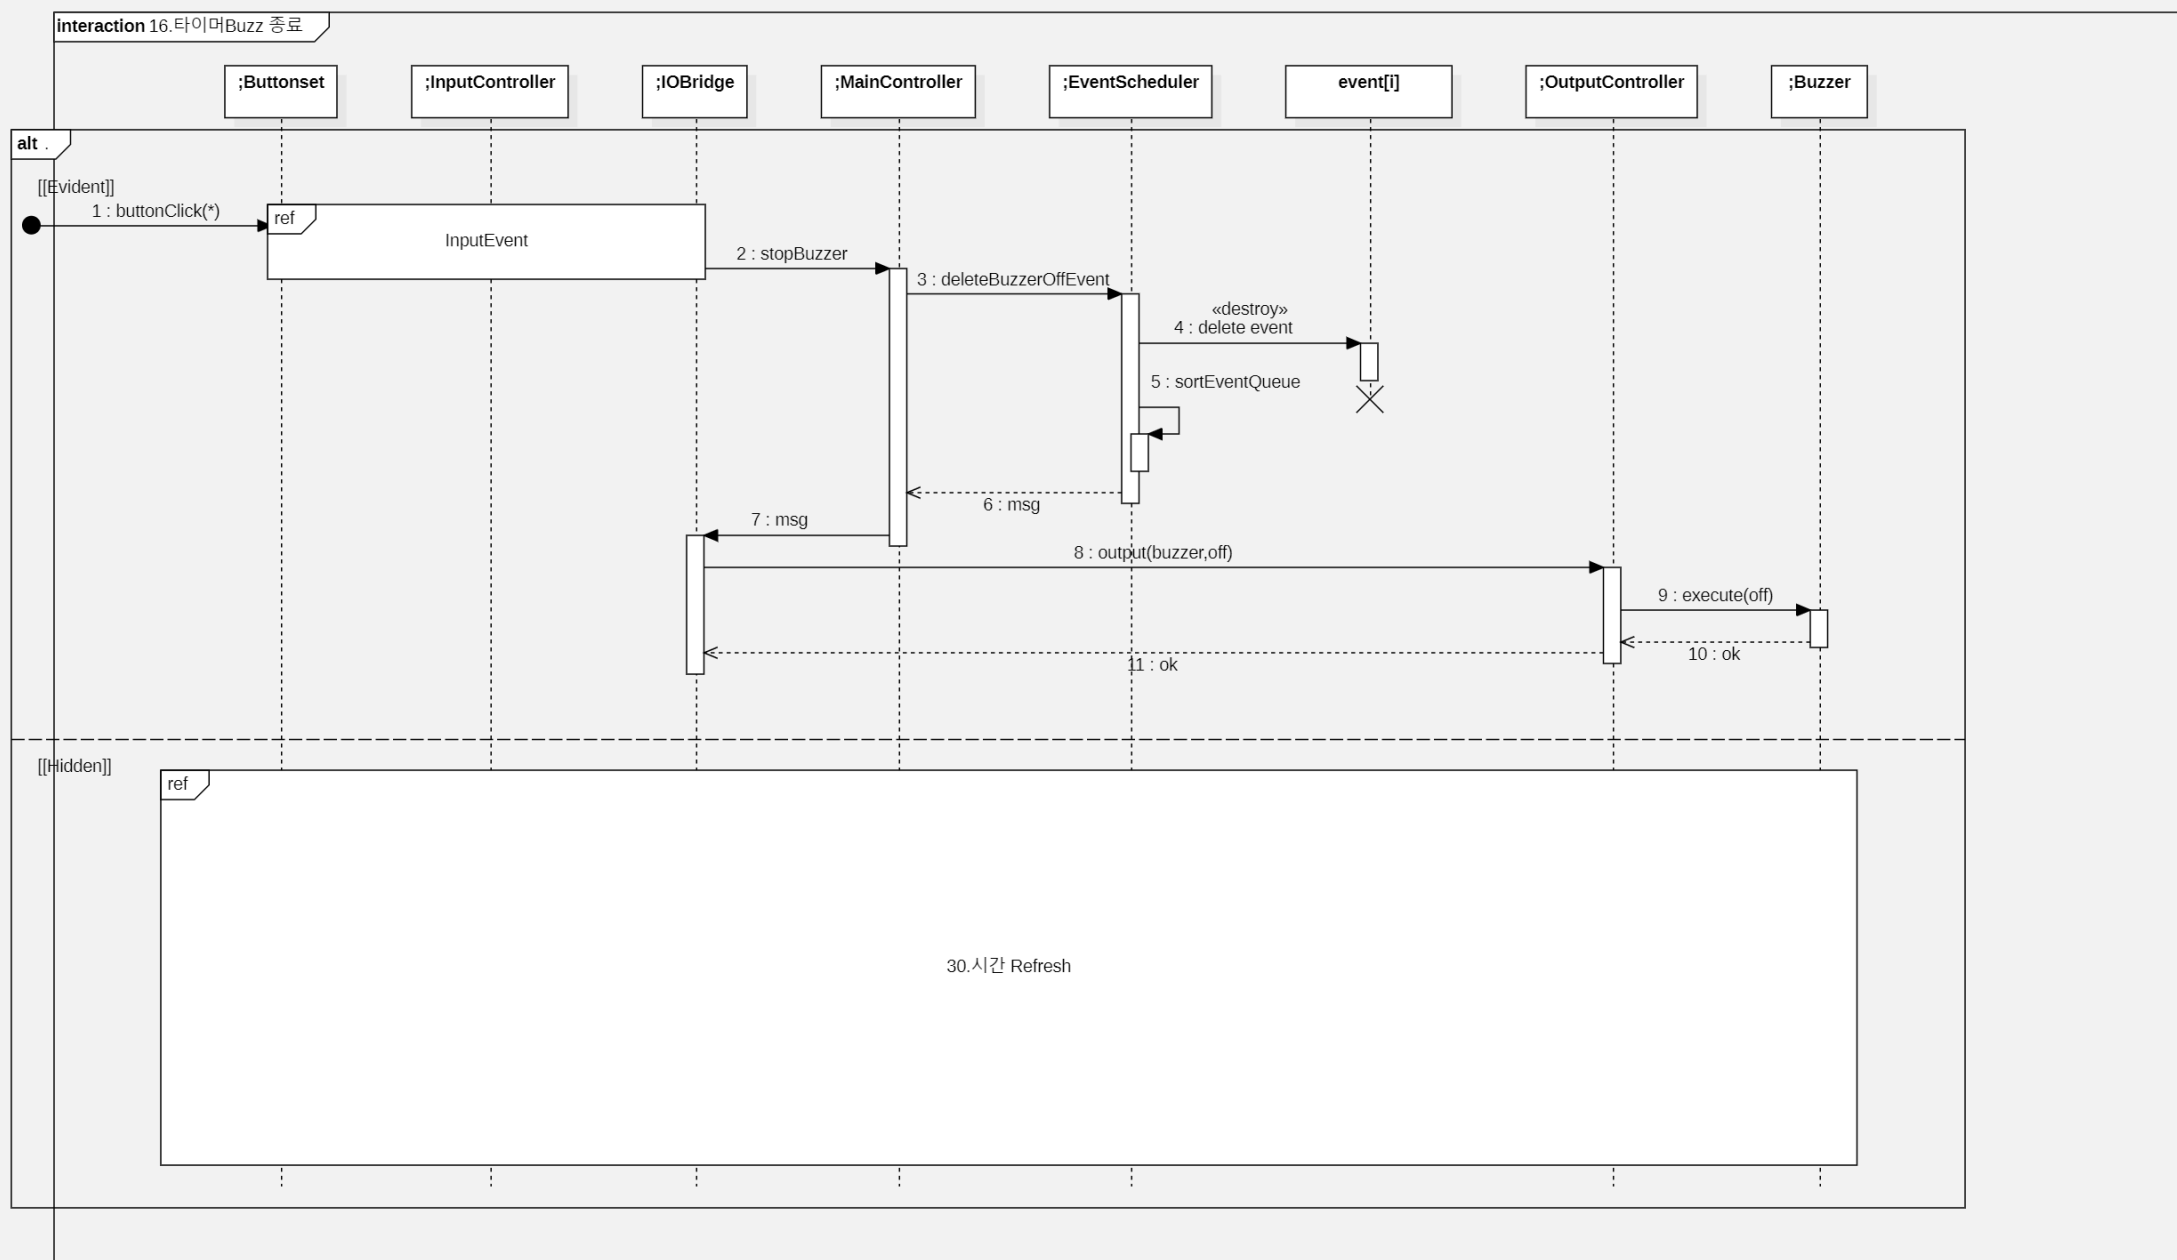 interaction 16.타이머Buzz 종료
;Buttonset
;InputController
;IOBridge
;MainController
;EventScheduler
event[i]
;OutputController
;Buzzer
alt .
[[Evident]]
1 : buttonClick(*)
ref
InputEvent
2 : stopBuzzer
3 : deleteBuzzerOffEvent
«destroy»
4 : delete event
5 : sortEventQueue
6 : msg
7 : msg
8 : output(buzzer,off)
9 : execute(off)
10 : ok
11 : ok
[[Hidden]]
ref
30.시간 Refresh